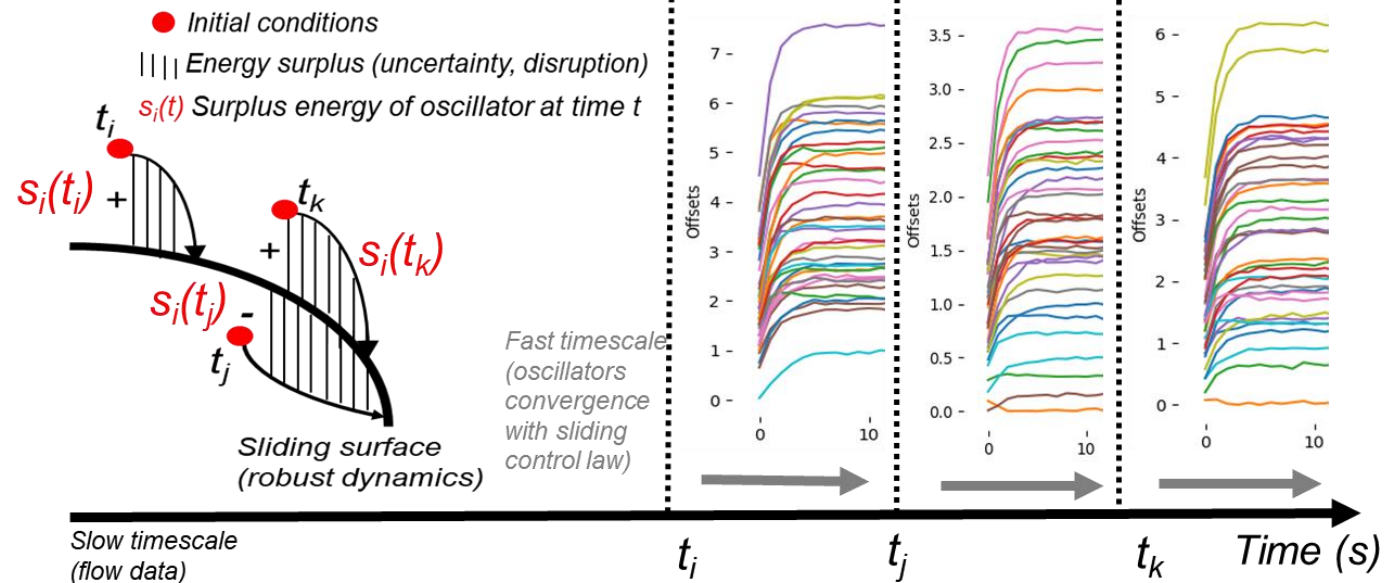 Initial conditions
Energy surplus (uncertainty, disruption)
si(t) Surplus energy of oscillator at time t
ti
si(ti)
+
tk
+
si(tk)
si(tj)
-
tj
Sliding surface
(robust dynamics)
Fast timescale
(oscillators
convergence
with sliding
control law)
Offsets
7
6
5
4
3
2
1
0
0 10
Offsets
3.5
3.0
2.5
2.0
1.5
1.0
0.5
0.0
0 10
Offsets
6
5
4
3
2
1
0
0 10
Slow timescale
(flow data)
ti
tj
tk
Time (s)